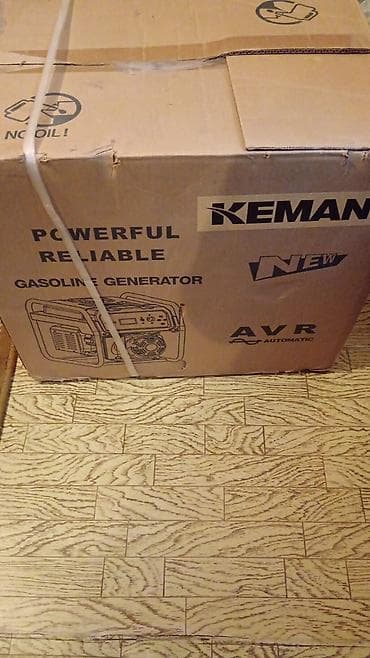 NO OIL!
KEMAN
POWERFUL
RELIABLE
NEW
GASOLINE GENERATOR
AVR
AUTOMATIC